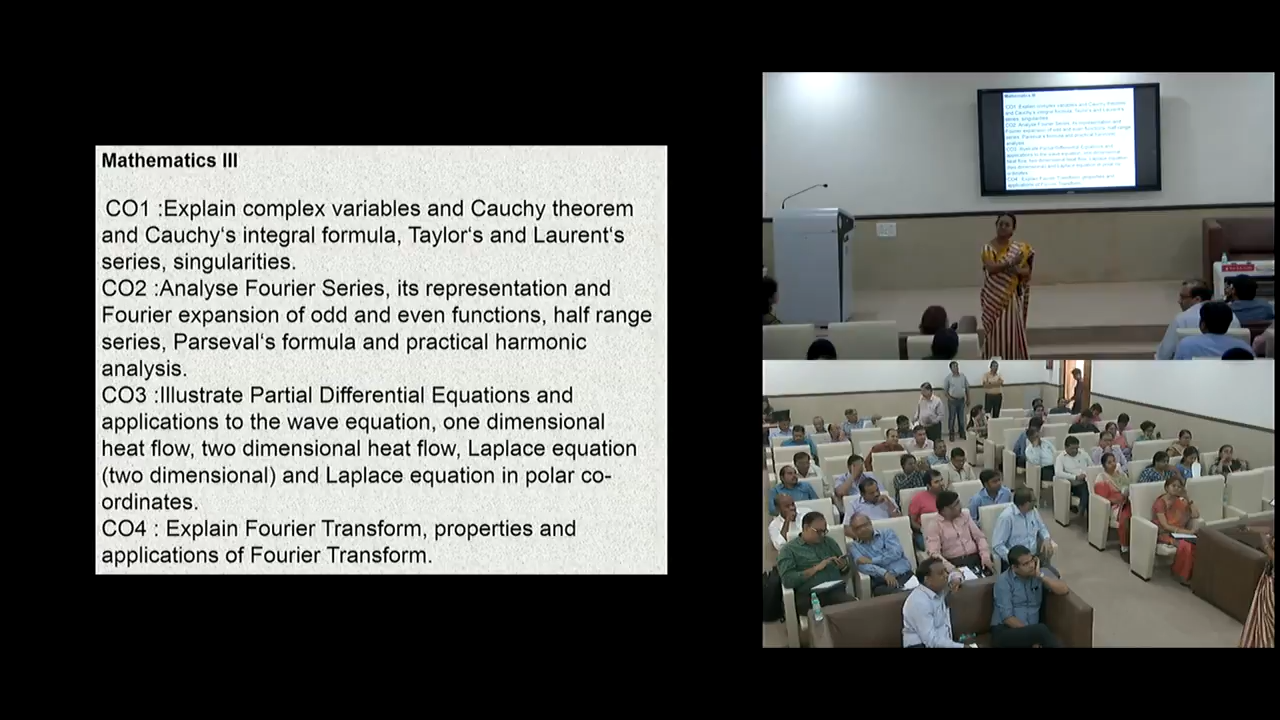 Mathematics III
CO1 :Explain complex variables and Cauchy theorem
and Cauchy‘s integral formula, Taylor‘s and Laurent‘s
series, singularities.
CO2 :Analyse Fourier Series, its representation and
Fourier expansion of odd and even functions, half range
series, Parseval‘s formula and practical harmonic
analysis.
CO3 :Illustrate Partial Differential Equations and
applications to the wave equation, one dimensional
heat flow, two dimensional heat flow, Laplace equation
(two dimensional) and Laplace equation in polar co-
ordinates.
CO4 : Explain Fourier Transform, properties and
applications of Fourier Transform.